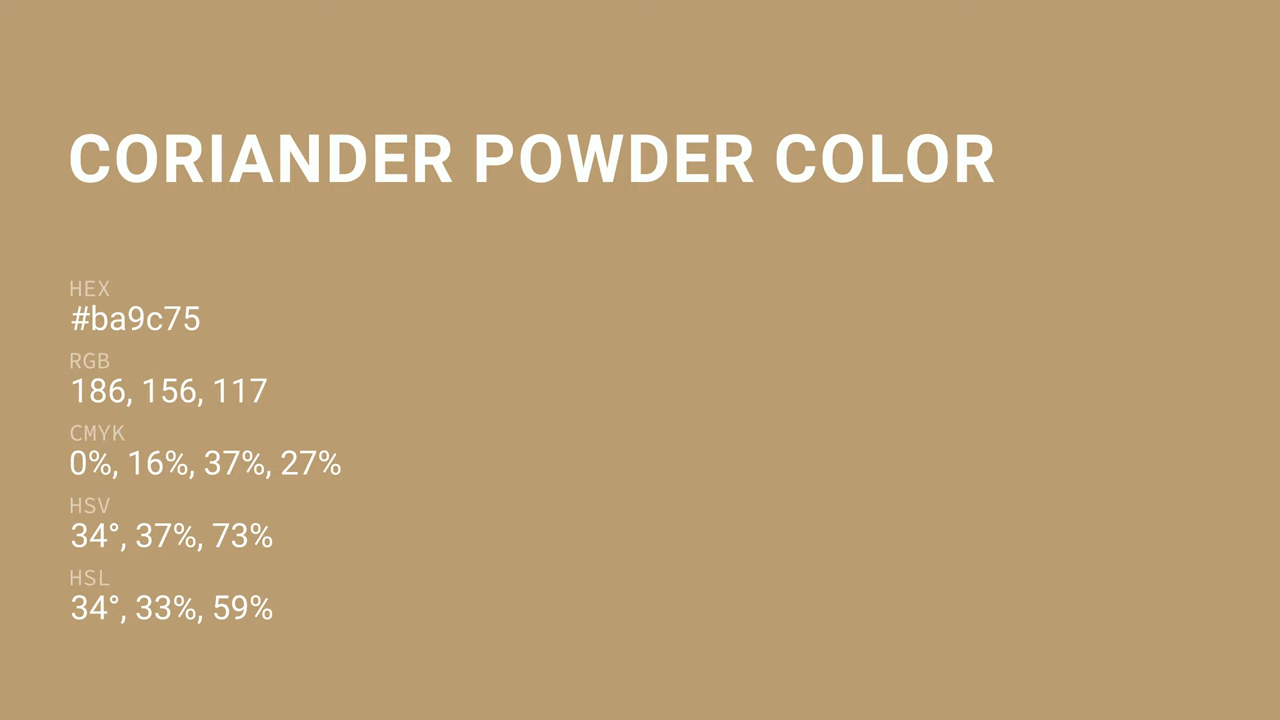 CORIANDER POWDER COLOR
HEX
#ba9c75
RGB
186, 156, 117
CMYK
0%, 16%, 37%, 27%
HSV
34°, 37%, 73%
HSL
34°, 33%, 59%